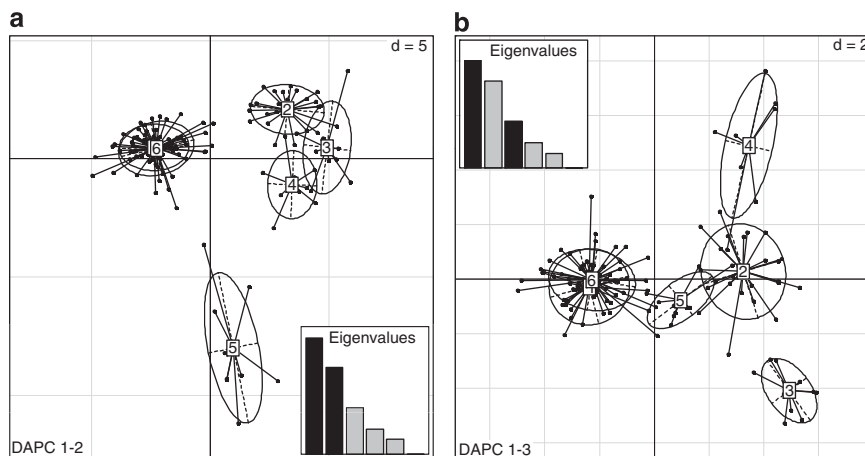 a
d = 5
2
6
3
4
5
Eigenvalues
DAPC 1-2
b
Eigenvalues
d = 2
4
2
6
5
3
DAPC 1-3